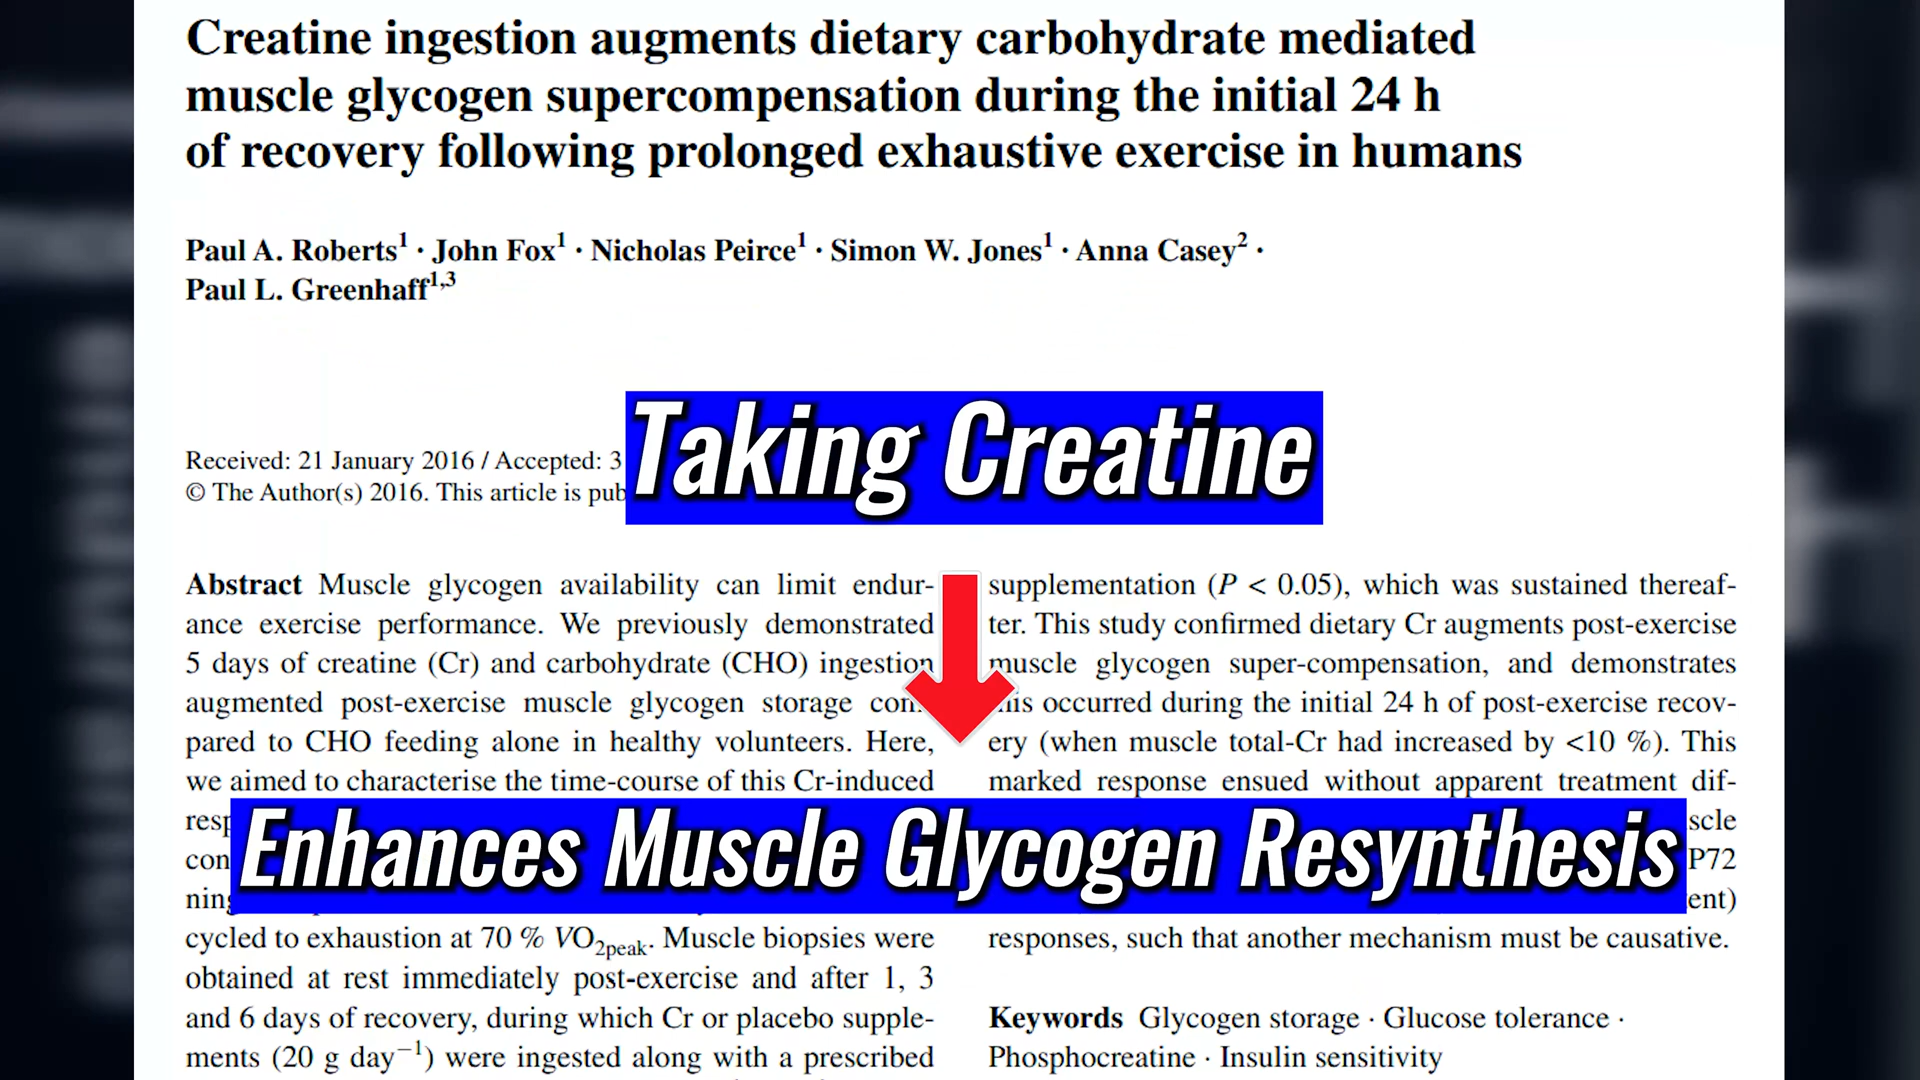 Creatine ingestion augments dietary carbohydrate mediated
muscle glycogen supercompensation during the initial 24 h
of recovery following prolonged exhaustive exercise in humans
Paul A. Roberts¹ · John Fox¹ · Nicholas Peirce¹ · Simon W. Jones¹ · Anna Casey² ·
Paul L. Greenhaff¹,³
Taking Creatine
Received: 21 January 2016 / Accepted: 3
© The Author(s) 2016. This article is pub
Abstract Muscle glycogen availability can limit endur-
ance exercise performance. We previously demonstrated
5 days of creatine (Cr) and carbohydrate (CHO) ingestion
augmented post-exercise muscle glycogen storage com
pared to CHO feeding alone in healthy volunteers. Here,
we aimed to characterise the time-course of this Cr-induced
Enhances Muscle Glycogen Resynthesis
cycled to exhaustion at 70 % VO₂peak. Muscle biopsies were
obtained at rest immediately post-exercise and after 1, 3
and 6 days of recovery, during which Cr or placebo supple-
ments (20 g day⁻¹) were ingested along with a prescribed
supplementation (P < 0.05), which was sustained thereaf-
ter. This study confirmed dietary Cr augments post-exercise
muscle glycogen super-compensation, and demonstrates
this occurred during the initial 24 h of post-exercise recov-
ery (when muscle total-Cr had increased by <10 %). This
marked response ensued without apparent treatment dif-
scle
P72
ent)
responses, such that another mechanism must be causative.
Keywords Glycogen storage · Glucose tolerance ·
Phosphocreatine · Insulin sensitivity